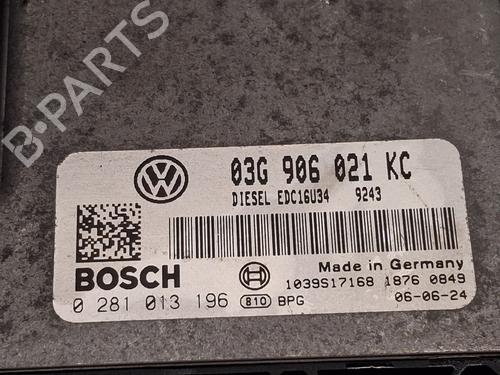 B-PARTS
03G 906 021 KC
DIESEL EDC16U34 9243
BOSCH
Made in Germany
1039S17168 1876 0849
0 281 013 196 B10 BPG
06-06-24